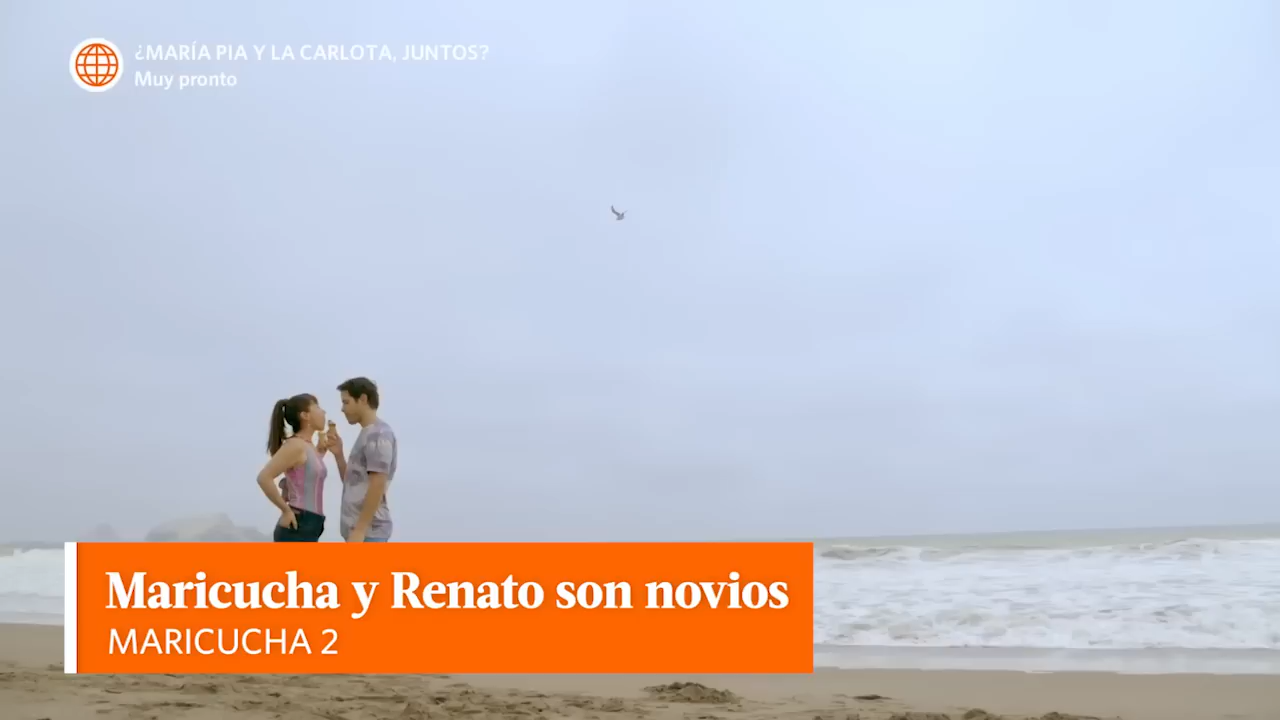 ¿MARÍA PIA Y LA CARLOTA, JUNTOS?
Muy pronto
Maricucha y Renato son novios
MARICUCHA 2